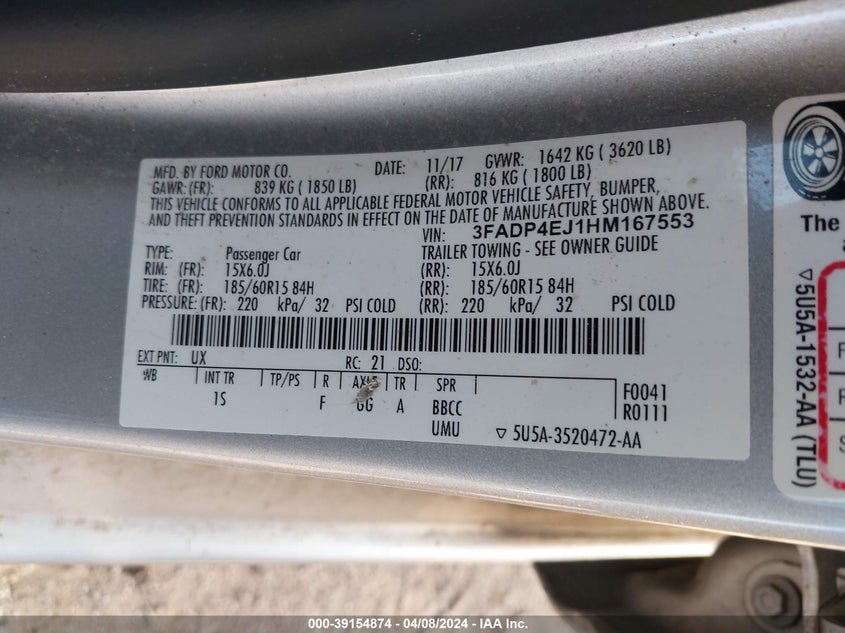 MFD. BY FORD MOTOR CO. DATE: 11/17 GVWR: 1642 KG ( 3620 LB)
GAWR: (FR): 839 KG ( 1850 LB) (RR): 816 KG ( 1800 LB)
THIS VEHICLE CONFORMS TO ALL APPLICABLE FEDERAL MOTOR VEHICLE SAFETY, BUMPER,
AND THEFT PREVENTION STANDARDS IN EFFECT ON THE DATE OF MANUFACTURE SHOWN ABOVE.
VIN: 3FADP4EJ1HM167553
TYPE: Passenger Car TRAILER TOWING - SEE OWNER GUIDE
RIM: (FR) 15X6.0J (RR): 15X6.0J
TIRE: (FR) 185/60R15 84H (RR): 185/60R15 84H
PRESSURE: (FR) 220 kPa/ 32 PSI COLD (RR) 220 kPa/ 32 PSI COLD
EXT PNT: UX RC: 21 DSO:
WB INT TR TP/PS R AXLE TR SPR F0041
1S F GG A BBCC R0111
UMU ▽ 5U5A-3520472-AA
The
▽5U5A-1532-AA (TLU)
F
F
S
000-39154874 - 04/08/2024 - IAA Inc.